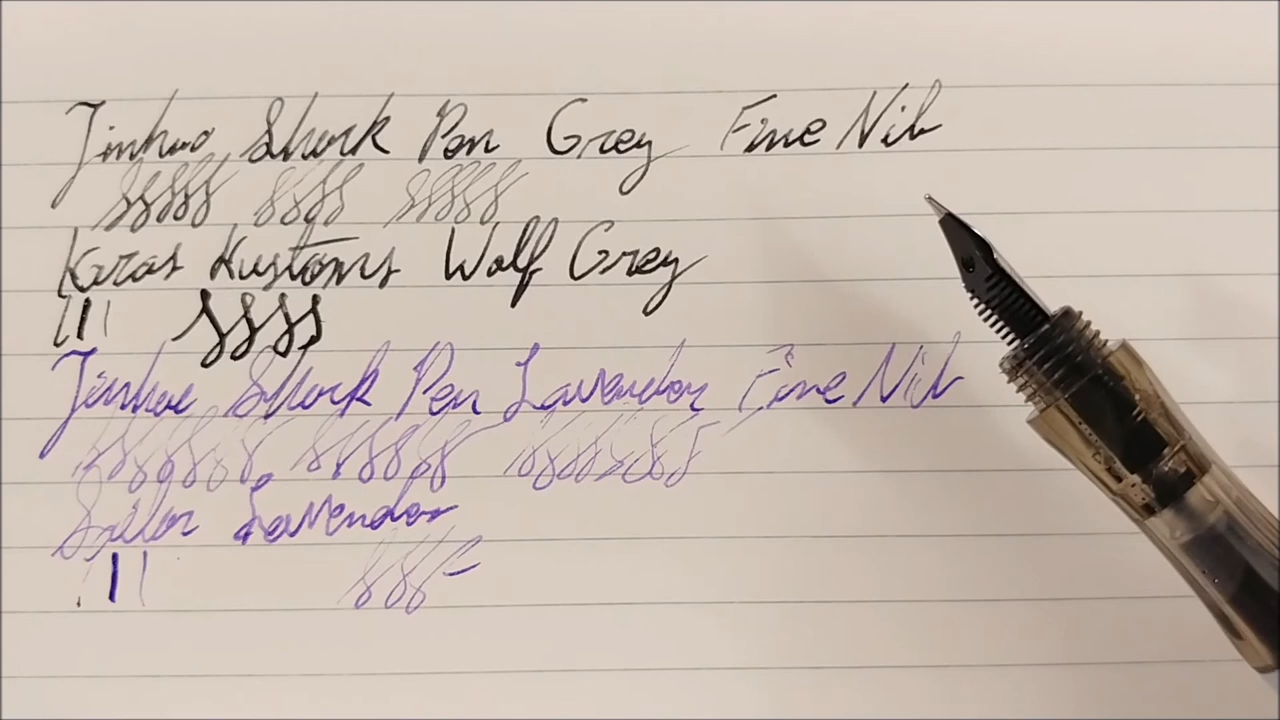 Jinhao Shark Pen Grey Fine Nib
Karas Kustoms Wolf Grey
Jinhao Shark Pen Lavender Fine Nib
Sailor Lavender